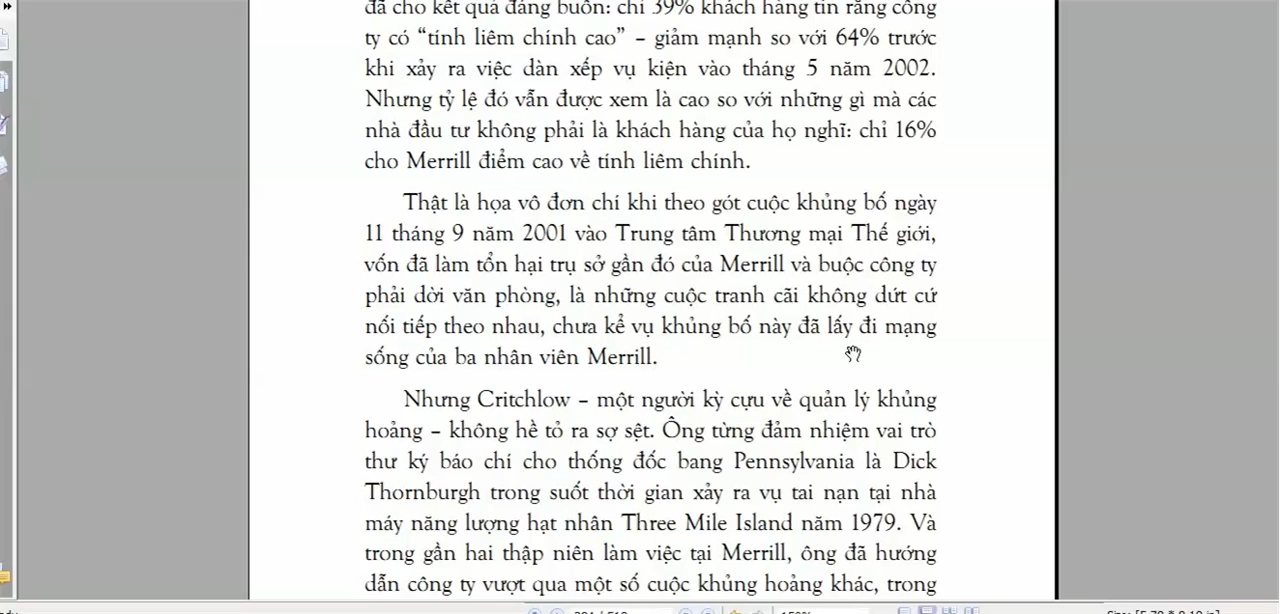 đã cho kết quả đáng buồn: chỉ 39% khách hàng tin rằng công
ty có “tính liêm chính cao” – giảm mạnh so với 64% trước
khi xảy ra việc dàn xếp vụ kiện vào tháng 5 năm 2002.
Nhưng tỷ lệ đó vẫn được xem là cao so với những gì mà các
nhà đầu tư không phải là khách hàng của họ nghĩ: chỉ 16%
cho Merrill điểm cao về tính liêm chính.
Thật là họa vô đơn chí khi theo gót cuộc khủng bố ngày
11 tháng 9 năm 2001 vào Trung tâm Thương mại Thế giới,
vốn đã làm tổn hại trụ sở gần đó của Merrill và buộc công ty
phải dời văn phòng, là những cuộc tranh cãi không dứt cứ
nối tiếp theo nhau, chưa kể vụ khủng bố này đã lấy đi mạng
sống của ba nhân viên Merrill.
Nhưng Critchlow – một người kỳ cựu về quản lý khủng
hoảng – không hề tỏ ra sợ sệt. Ông từng đảm nhiệm vai trò
thư ký báo chí cho thống đốc bang Pennsylvania là Dick
Thornburgh trong suốt thời gian xảy ra vụ tai nạn tại nhà
máy năng lượng hạt nhân Three Mile Island năm 1979. Và
trong gần hai thập niên làm việc tại Merrill, ông đã hướng
dẫn công ty vượt qua một số cuộc khủng hoảng khác, trong